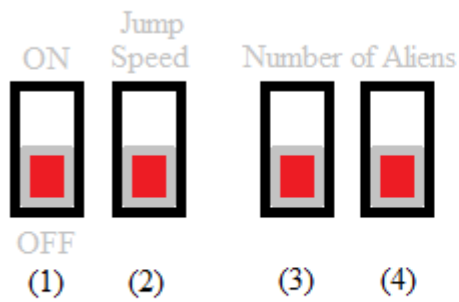 Jump
ON Speed Number of Aliens
OFF
(1) (2) (3) (4)